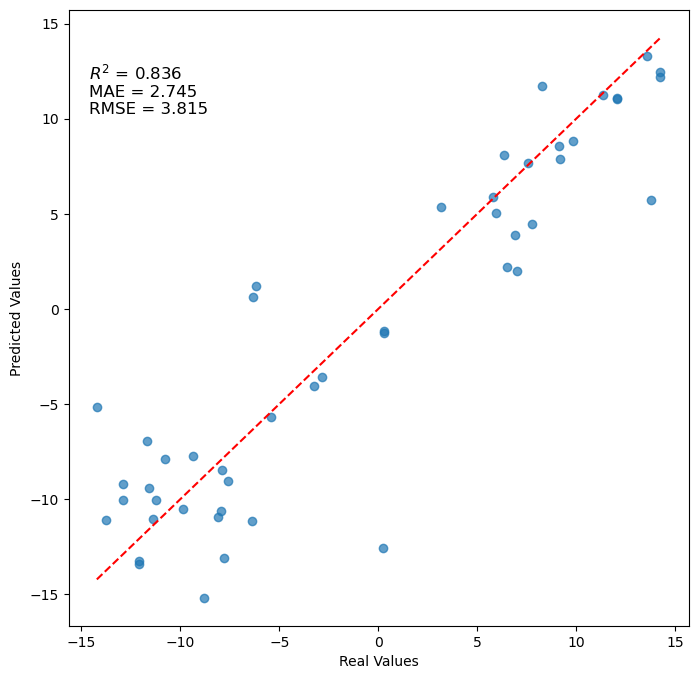 R² = 0.836
MAE = 2.745
RMSE = 3.815
15
10
5
0
−5
−10
−15
Predicted Values
−15 −10 −5 0 5 10 15
Real Values